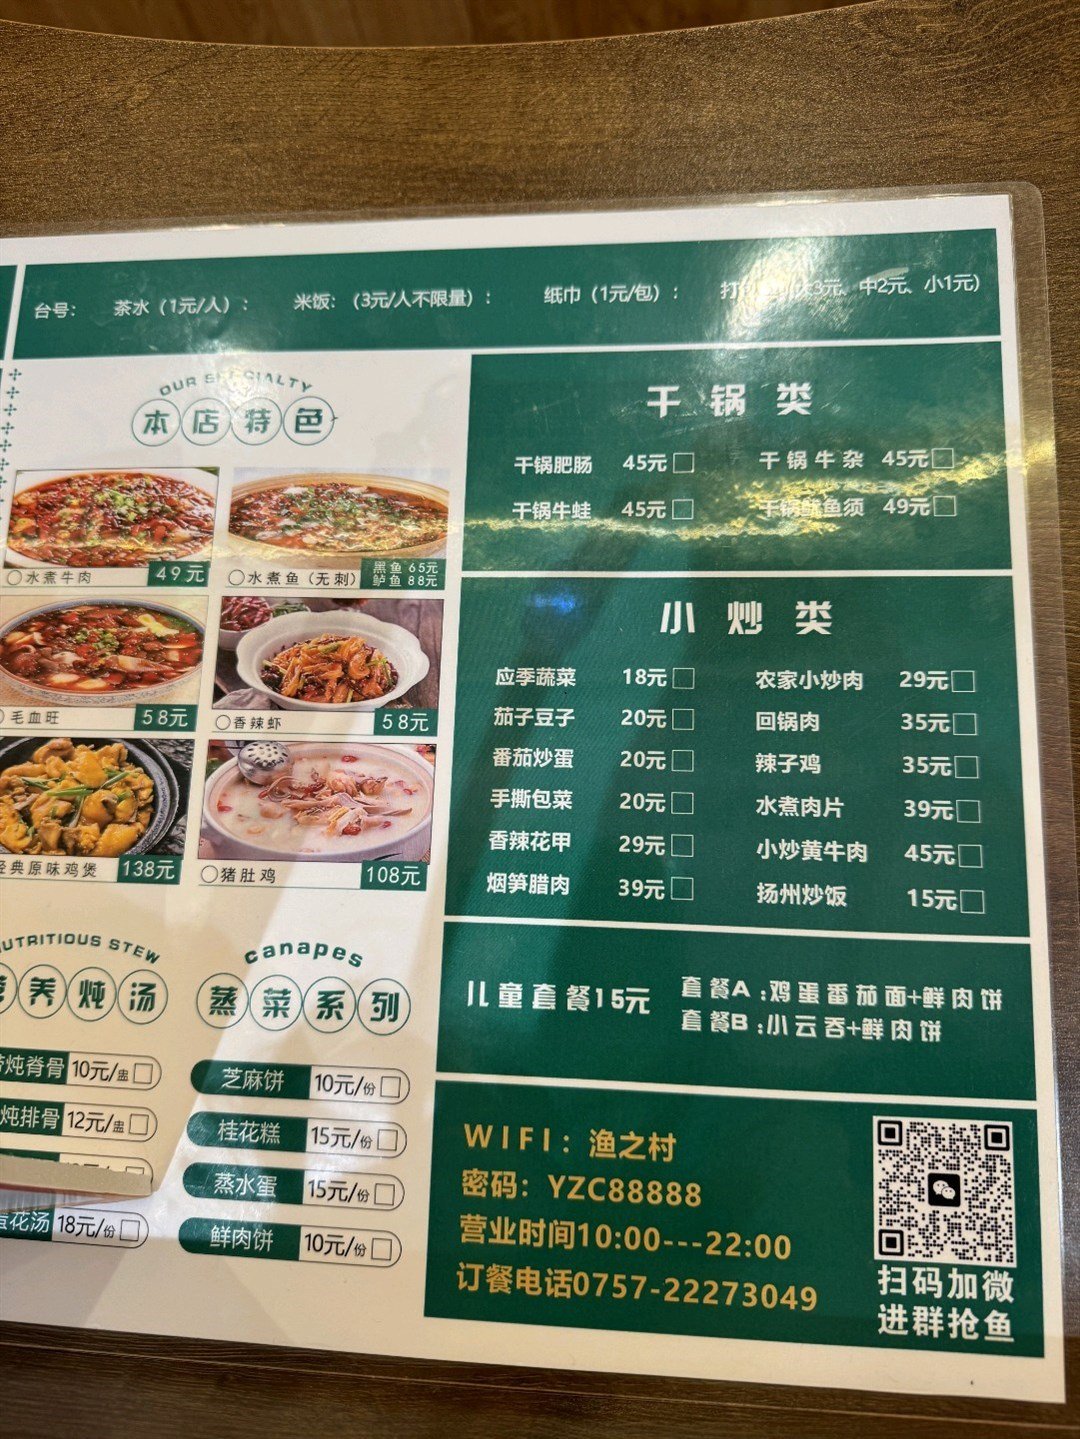 台号： 茶水（1元/人）： 米饭：（3元/人不限量）： 纸巾（1元/包）： 打 3元、中2元、小1元）
OUR SPECIALTY
本店特色
水煮牛肉 49元
水煮鱼（无刺） 黑鱼 65元
鲈鱼 88元
毛血旺 58元
香辣虾 58元
经典原味鸡煲 138元
猪肚鸡 108元
NUTRITIOUS STEW
营养炖汤
炖脊骨 10元/盅
炖排骨 12元/盅
蛋花汤 18元/份
canapes
蒸菜系列
芝麻饼 10元/份
桂花糕 15元/份
蒸水蛋 15元/份
鲜肉饼 10元/份
干锅类
干锅肥肠 45元 干锅牛杂 45元
干锅牛蛙 45元 干锅鱿鱼须 49元
小炒类
应季蔬菜 18元 农家小炒肉 29元
茄子豆子 20元 回锅肉 35元
番茄炒蛋 20元 辣子鸡 35元
手撕包菜 20元 水煮肉片 39元
香辣花甲 29元 小炒黄牛肉 45元
烟笋腊肉 39元 扬州炒饭 15元
儿童套餐15元
套餐A：鸡蛋番茄面+鲜肉饼
套餐B：小云吞+鲜肉饼
WIFI：渔之村
密码：YZC88888
营业时间10:00---22:00
订餐电话0757-22273049
扫码加微
进群抢鱼